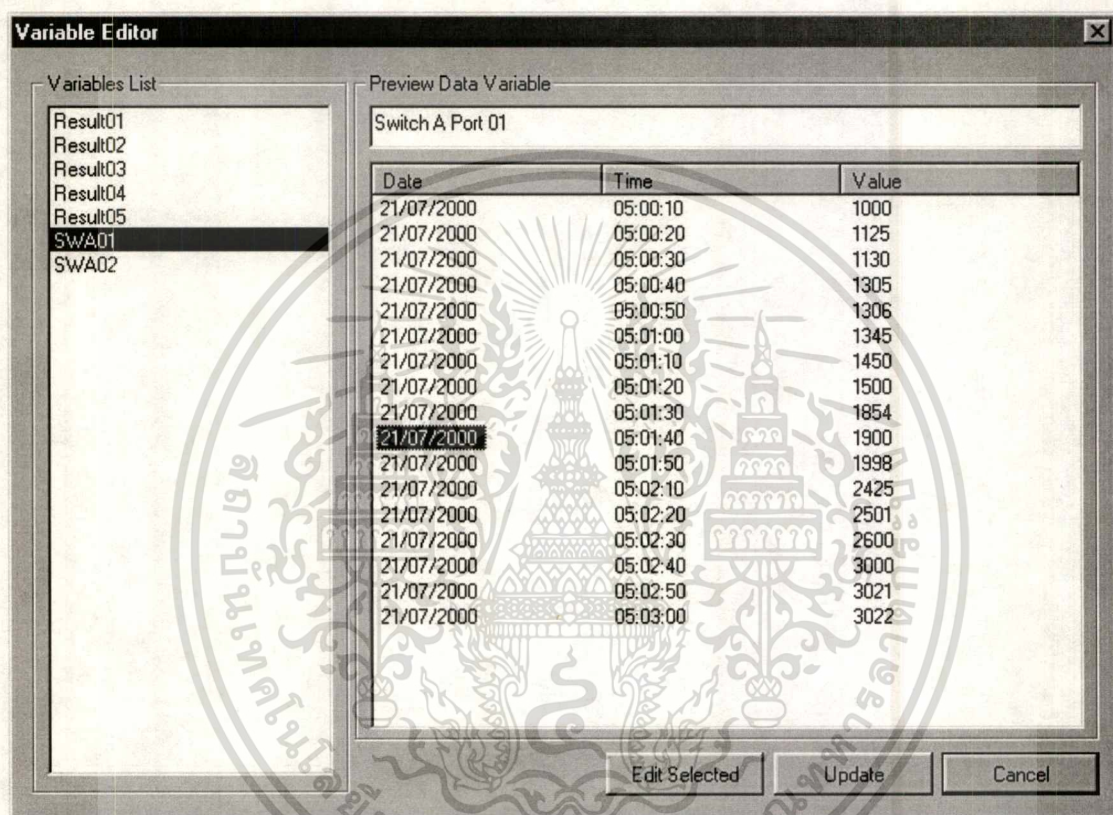 Variable Editor
Variables List
Result01
Result02
Result03
Result04
Result05
SWA01
SWA02
Preview Data Variable
Switch A Port 01
Date Time Value
21/07/2000 05:00:10 1000
21/07/2000 05:00:20 1125
21/07/2000 05:00:30 1130
21/07/2000 05:00:40 1305
21/07/2000 05:00:50 1306
21/07/2000 05:01:00 1345
21/07/2000 05:01:10 1450
21/07/2000 05:01:20 1500
21/07/2000 05:01:30 1854
21/07/2000 05:01:40 1900
21/07/2000 05:01:50 1998
21/07/2000 05:02:10 2425
21/07/2000 05:02:20 2501
21/07/2000 05:02:30 2600
21/07/2000 05:02:40 3000
21/07/2000 05:02:50 3021
21/07/2000 05:03:00 3022
Edit Selected Update Cancel